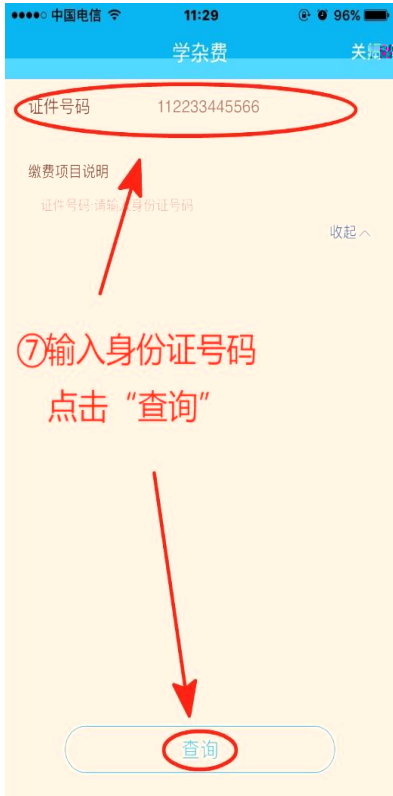 中国电信 11:29 96%
学杂费 关
证件号码 112233445566
缴费项目说明
证件号码:请输入身份证号码
收起
⑦输入身份证号码
点击“查询”
查询